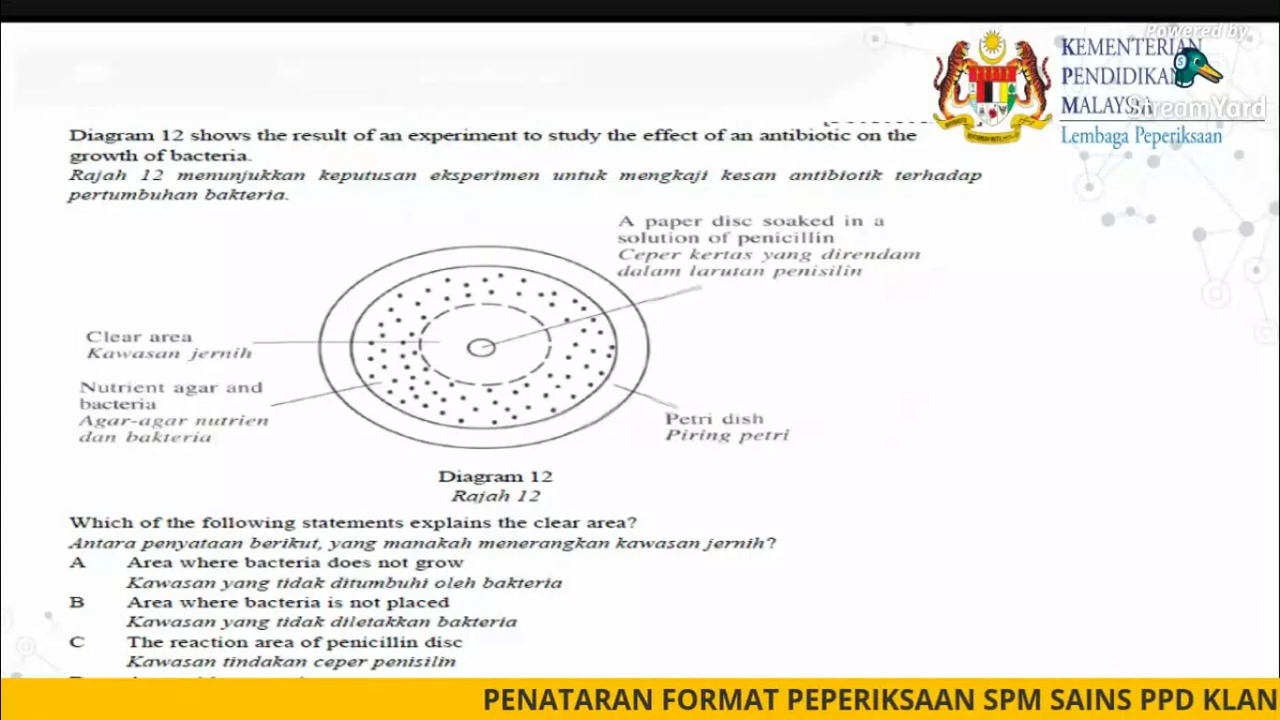 Powered by
StreamYard
KEMENTERIAN
PENDIDIKAN
MALAYSIA
Lembaga Peperiksaan
Diagram 12 shows the result of an experiment to study the effect of an antibiotic on the
growth of bacteria.
Rajah 12 menunjukkan keputusan eksperimen untuk mengkaji kesan antibiotik terhadap
pertumbuhan bakteria.
A paper disc soaked in a
solution of penicillin
Ceper kertas yang direndam
dalam larutan penisilin
Clear area
Kawasan jernih
Nutrient agar and
bacteria
Agar-agar nutrien
dan bakteria
Petri dish
Piring petri
Diagram 12
Rajah 12
Which of the following statements explains the clear area?
Antara penyataan berikut, yang manakah menerangkan kawasan jernih?
A Area where bacteria does not grow
Kawasan yang tidak ditumbuhi oleh bakteria
B Area where bacteria is not placed
Kawasan yang tidak diletakkan bakteria
C The reaction area of penicillin disc
Kawasan tindakan ceper penisilin
PENATARAN FORMAT PEPERIKSAAN SPM SAINS PPD KLAN